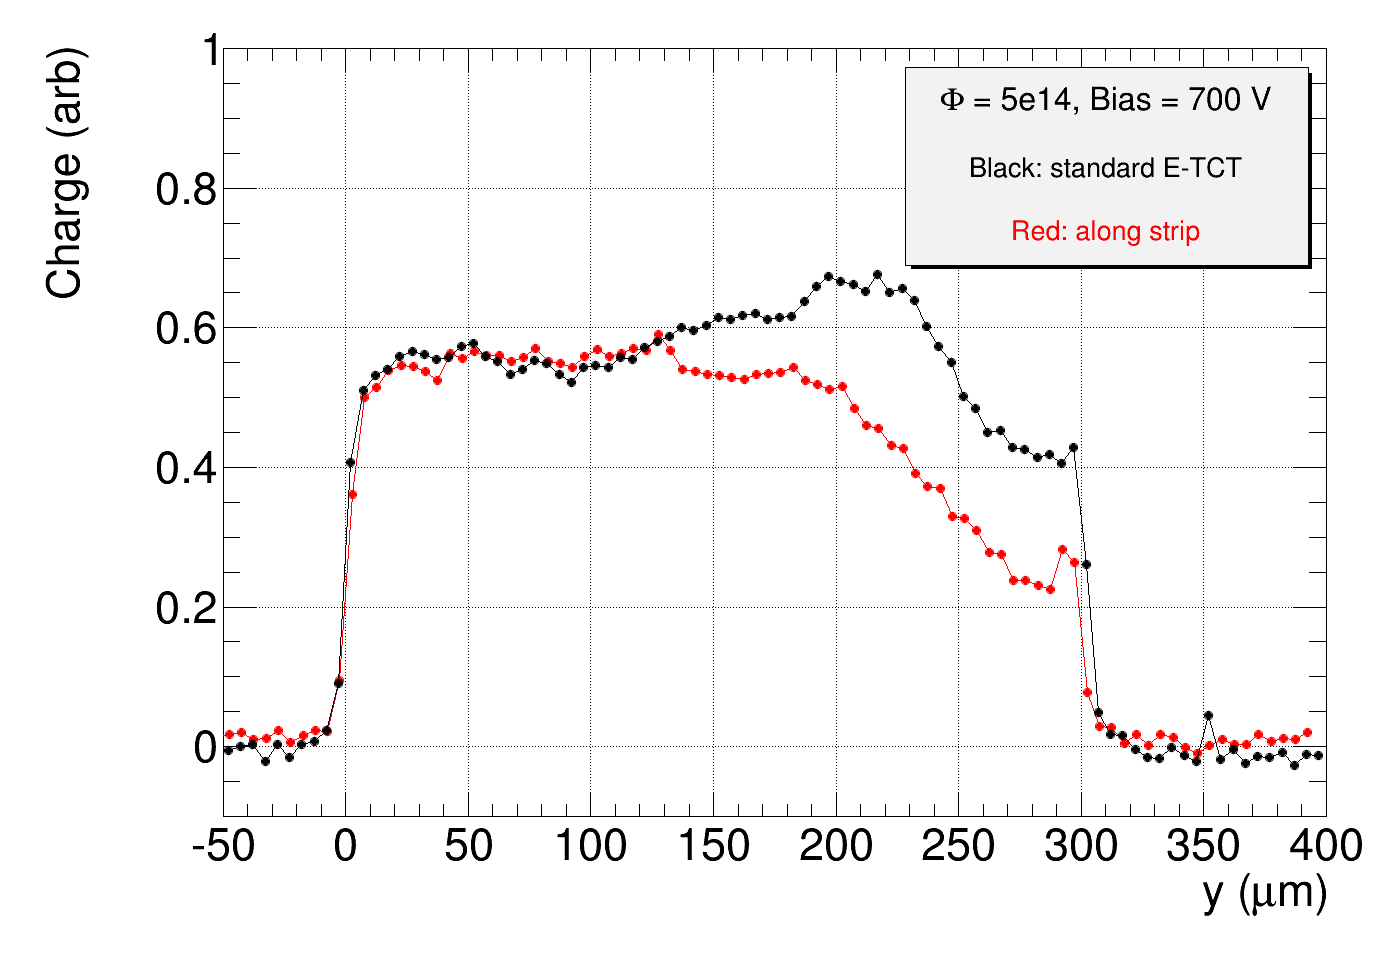 Charge (arb)
1
0.8
0.6
0.4
0.2
0
-50 0 50 100 150 200 250 300 350 400
y (μm)
Φ = 5e14, Bias = 700 V
Black: standard E-TCT
Red: along strip